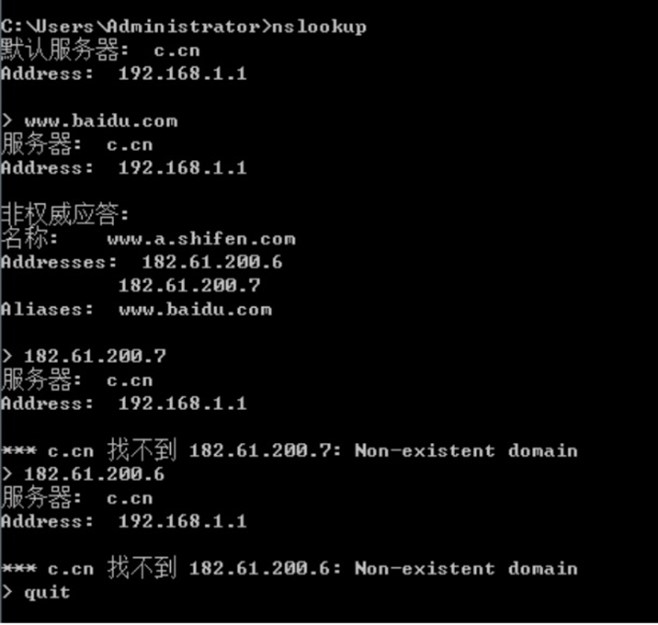 C:\Users\Administrator>nslookup
默认服务器:  c.cn
Address:  192.168.1.1
> www.baidu.com
服务器:  c.cn
Address:  192.168.1.1
非权威应答:
名称:    www.a.shifen.com
Addresses:  182.61.200.6
182.61.200.7
Aliases:  www.baidu.com
> 182.61.200.7
服务器:  c.cn
Address:  192.168.1.1
*** c.cn 找不到 182.61.200.7: Non-existent domain
> 182.61.200.6
服务器:  c.cn
Address:  192.168.1.1
*** c.cn 找不到 182.61.200.6: Non-existent domain
> quit